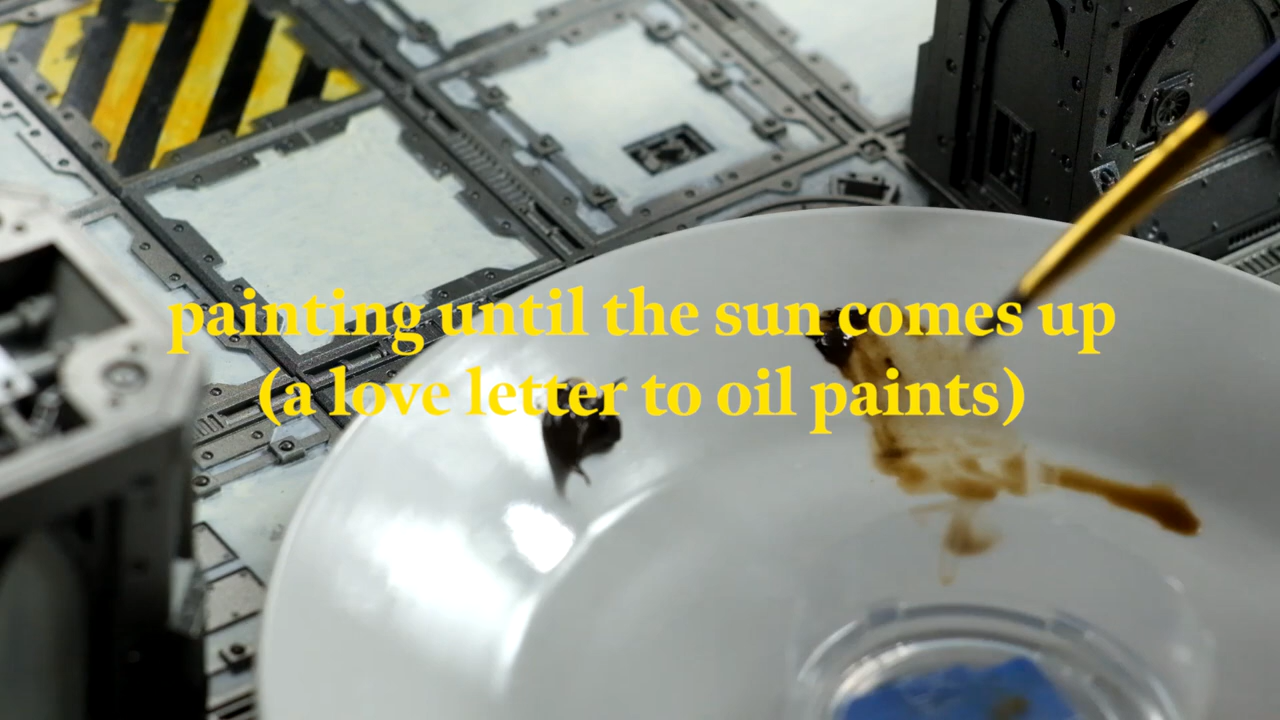 painting until the sun comes up
(a love letter to oil paints)